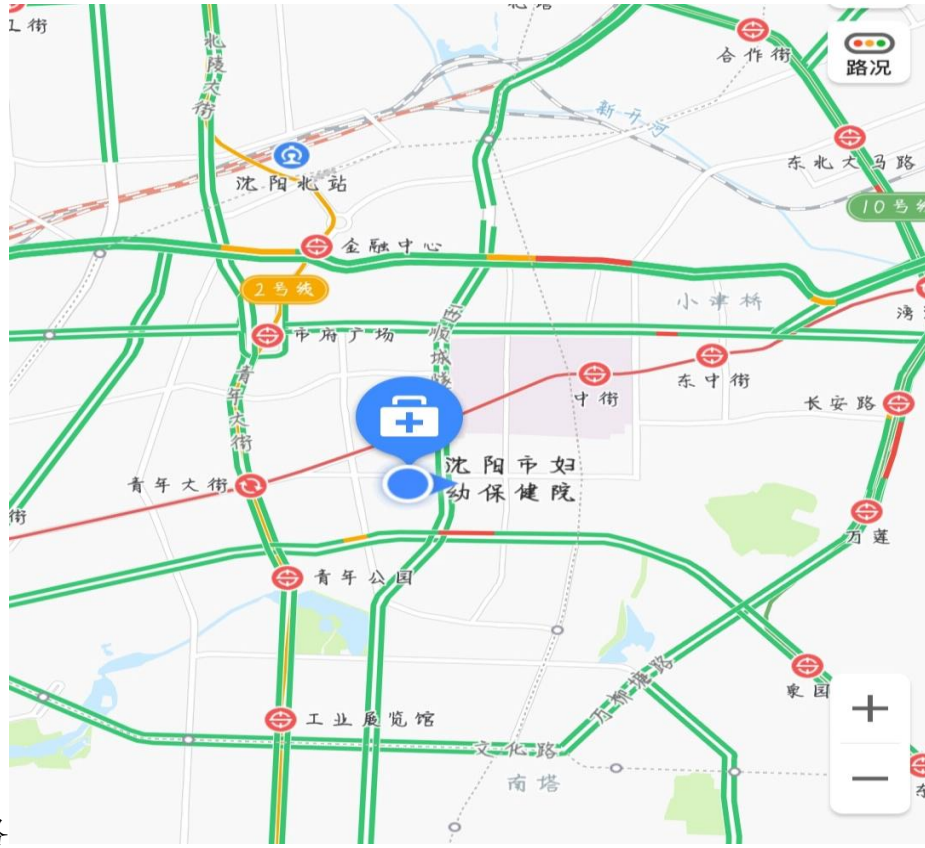 工街
北陵大街
合作街
路况
新开河
东北大马路
沈阳北站
10号线
金融中心
2号线
小津桥
西顺城
市府广场
青年大街
中街
东中街
长安路
沈阳市妇
幼保健院
青年大街
街
万莲
青年公园
万柳塘路
工业展览馆
文化路
南塔